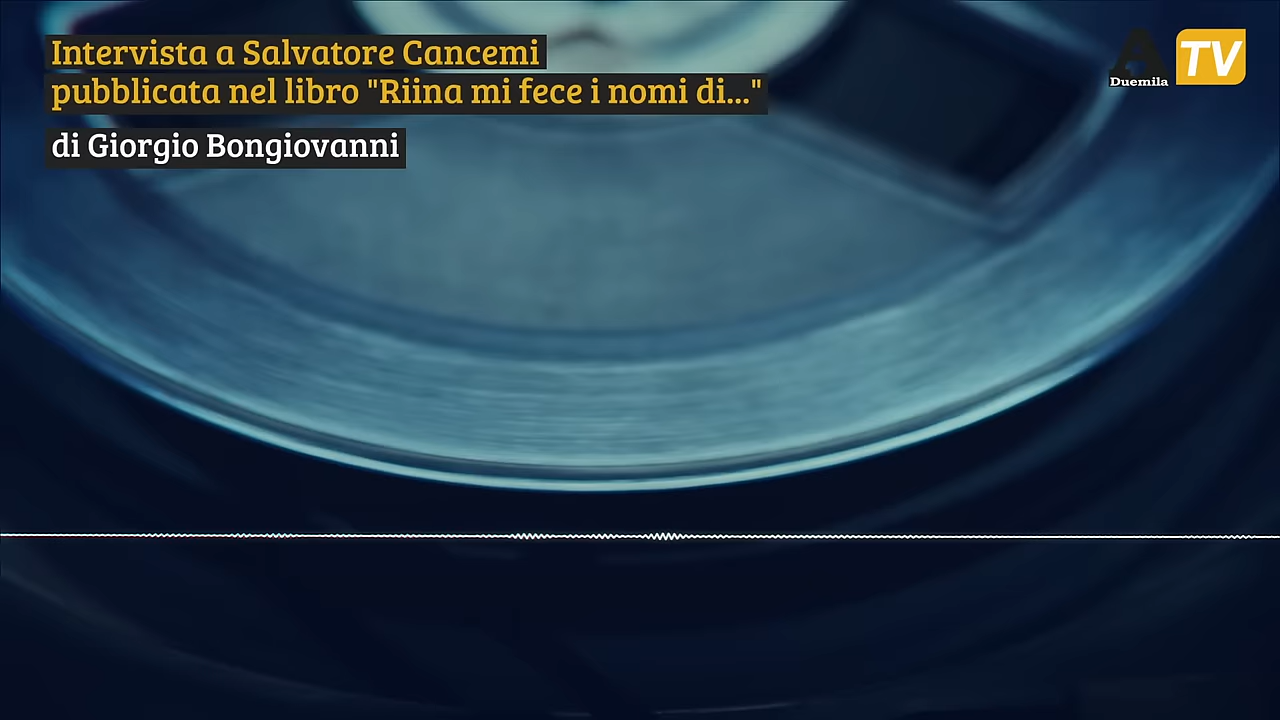 Intervista a Salvatore Cancemi
pubblicata nel libro "Riina mi fece i nomi di..."
di Giorgio Bongiovanni
A
Duemila
TV